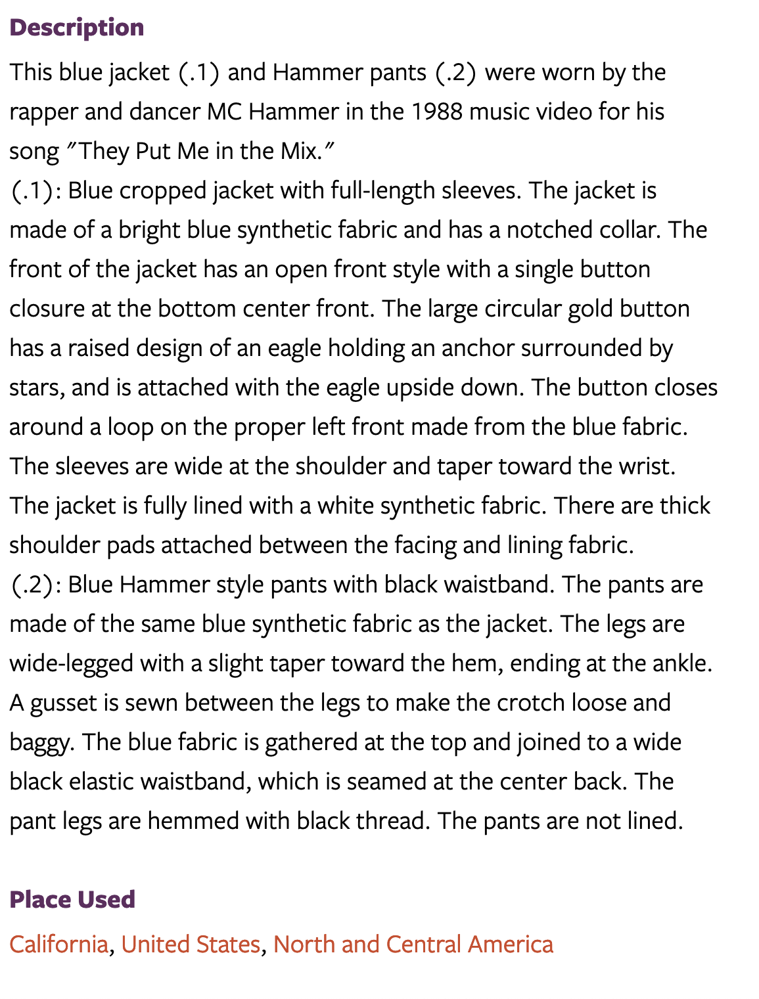 Description
This blue jacket (.1) and Hammer pants (.2) were worn by the
rapper and dancer MC Hammer in the 1988 music video for his
song "They Put Me in the Mix."
(.1): Blue cropped jacket with full-length sleeves. The jacket is
made of a bright blue synthetic fabric and has a notched collar. The
front of the jacket has an open front style with a single button
closure at the bottom center front. The large circular gold button
has a raised design of an eagle holding an anchor surrounded by
stars, and is attached with the eagle upside down. The button closes
around a loop on the proper left front made from the blue fabric.
The sleeves are wide at the shoulder and taper toward the wrist.
The jacket is fully lined with a white synthetic fabric. There are thick
shoulder pads attached between the facing and lining fabric.
(.2): Blue Hammer style pants with black waistband. The pants are
made of the same blue synthetic fabric as the jacket. The legs are
wide-legged with a slight taper toward the hem, ending at the ankle.
A gusset is sewn between the legs to make the crotch loose and
baggy. The blue fabric is gathered at the top and joined to a wide
black elastic waistband, which is seamed at the center back. The
pant legs are hemmed with black thread. The pants are not lined.
Place Used
California, United States, North and Central America